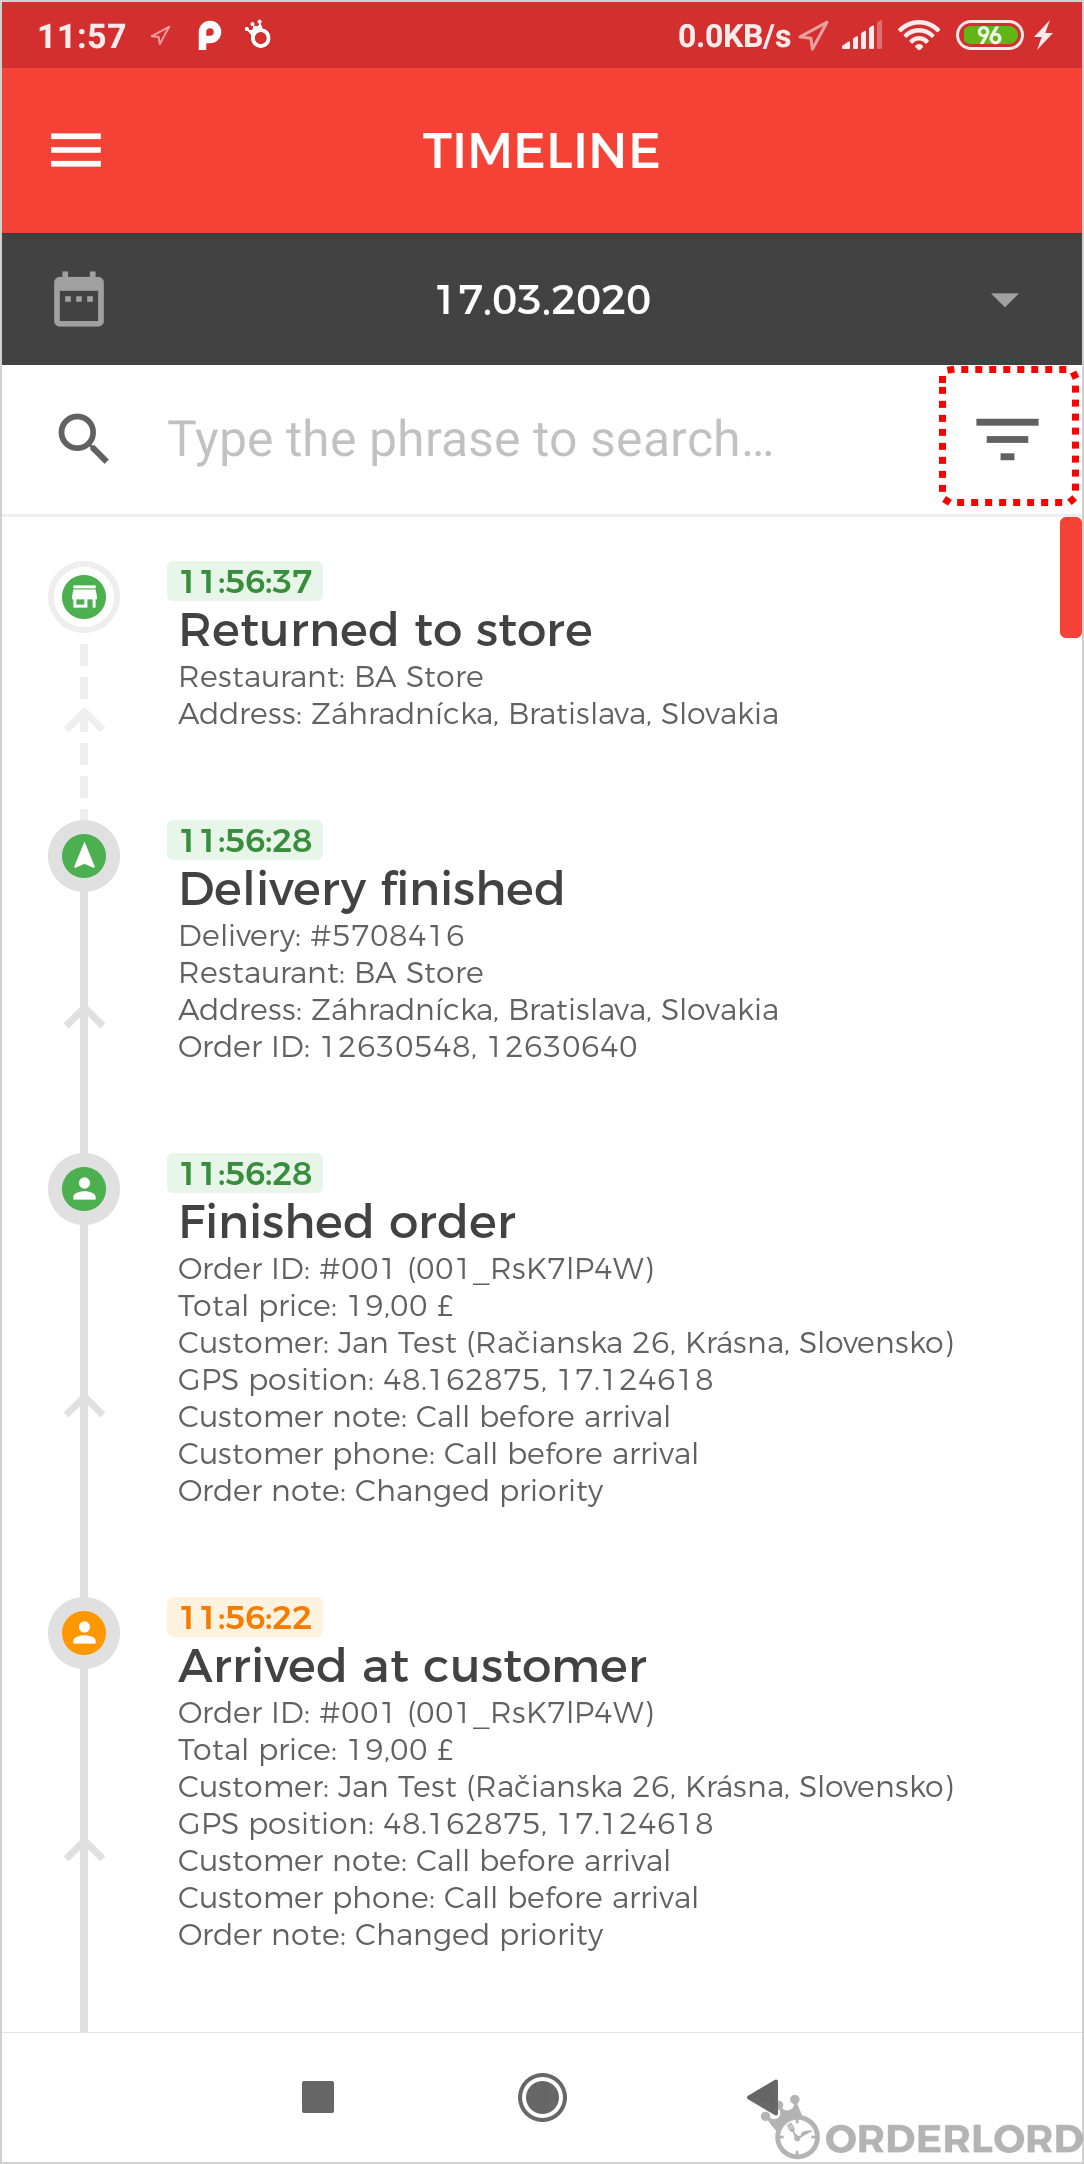 11:57
0.0KB/s
96
TIMELINE
17.03.2020
Type the phrase to search...
11:56:37
Returned to store
Restaurant: BA Store
Address: Záhradnícka, Bratislava, Slovakia
11:56:28
Delivery finished
Delivery: #5708416
Restaurant: BA Store
Address: Záhradnícka, Bratislava, Slovakia
Order ID: 12630548, 12630640
11:56:28
Finished order
Order ID: #001 (001_RsK7lP4W)
Total price: 19,00 £
Customer: Jan Test (Račianska 26, Krásna, Slovensko)
GPS position: 48.162875, 17.124618
Customer note: Call before arrival
Customer phone: Call before arrival
Order note: Changed priority
11:56:22
Arrived at customer
Order ID: #001 (001_RsK7lP4W)
Total price: 19,00 £
Customer: Jan Test (Račianska 26, Krásna, Slovensko)
GPS position: 48.162875, 17.124618
Customer note: Call before arrival
Customer phone: Call before arrival
Order note: Changed priority
ORDERLORD